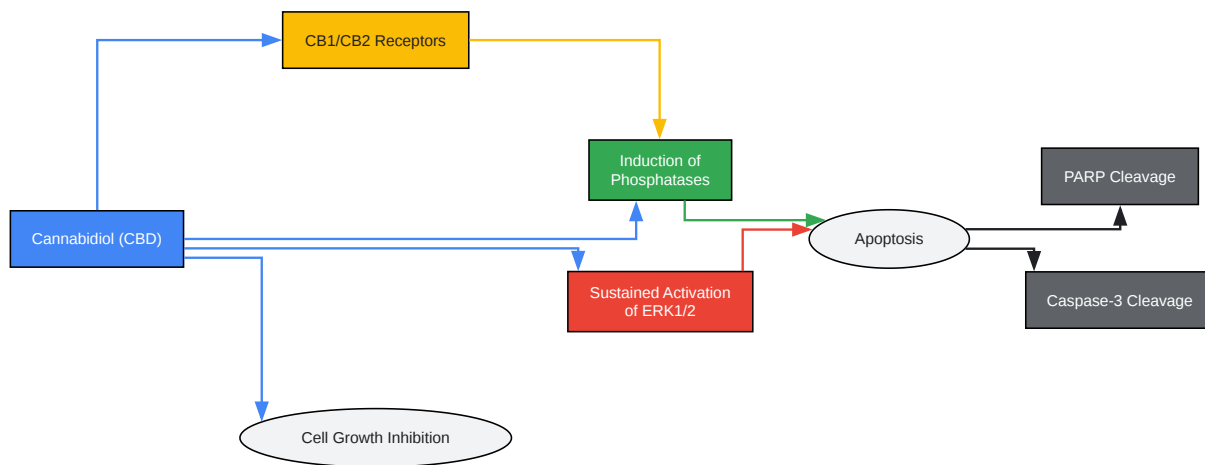 CB1/CB2 Receptors
Induction of
Phosphatases
PARP Cleavage
Cannabidiol (CBD)
Apoptosis
Sustained Activation
of ERK1/2
Caspase-3 Cleavage
Cell Growth Inhibition